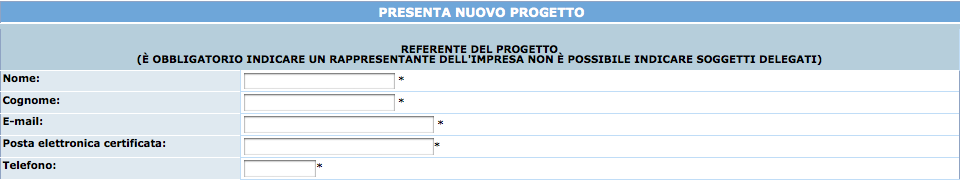 PRESENTA NUOVO PROGETTO
REFERENTE DEL PROGETTO
(È OBBLIGATORIO INDICARE UN RAPPRESENTANTE DELL'IMPRESA NON È POSSIBILE INDICARE SOGGETTI DELEGATI)
Nome: *
Cognome: *
E-mail: *
Posta elettronica certificata: *
Telefono: *